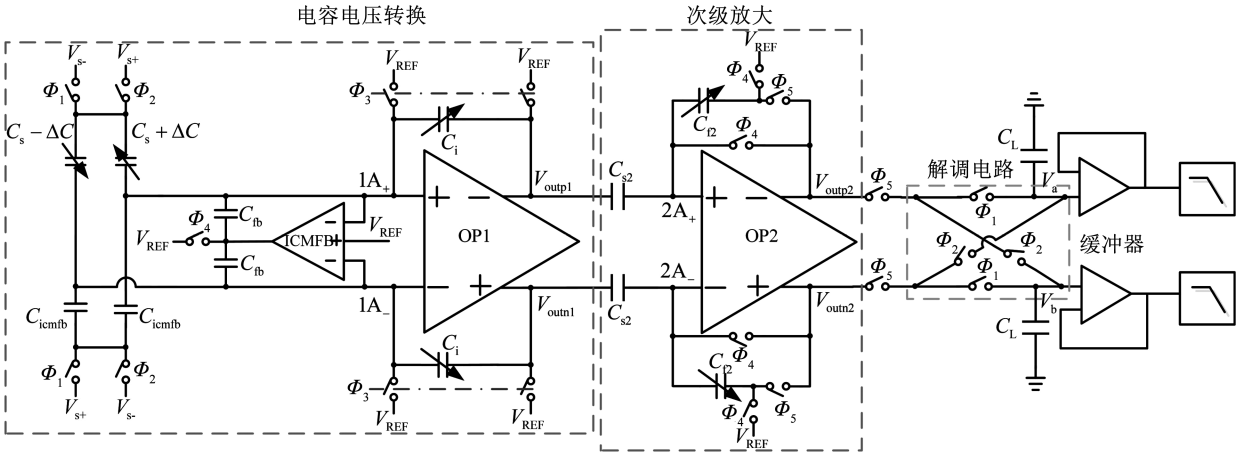 电容电压转换
次级放大
V_s-
V_s+
V_REF
V_REF
V_REF
Φ_1
Φ_2
Φ_3
Φ_4
Φ_5
C_s − ΔC
C_s + ΔC
C_i
C_f2
Φ_4
C_L
解调电路
1A_+
C_s2
V_outp1
2A_+
V_outp2
Φ_5
V_a
Φ_1
C_fb
Φ_4
V_REF
ICMFB
V_REF
OP1
OP2
Φ_2
Φ_2
缓冲器
C_fb
2A_−
Φ_5
Φ_1
1A_−
V_outn1
C_s2
V_outn2
V_b
C_icmfb
C_icmfb
C_i
Φ_4
C_L
C_f2
Φ_1
Φ_2
Φ_3
Φ_4
Φ_5
V_s+
V_s-
V_REF
V_REF
V_REF